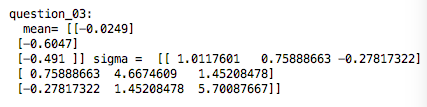 question_03:
mean= [[-0.0249]
[-0.6047]
[-0.491 ]] sigma = [[ 1.0117601 0.75888663 -0.27817322]
[ 0.75888663 4.6674609 1.45208478]
[-0.27817322 1.45208478 5.70087667]]